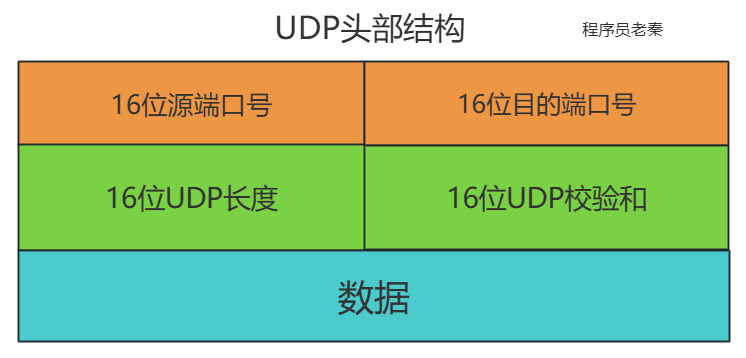 UDP头部结构
程序员老秦
16位源端口号
16位目的端口号
16位UDP长度
16位UDP校验和
数据